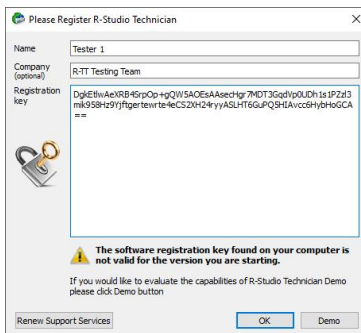 Please Register R-Studio Technician
Name
Tester 1
Company
(optional)
R-TT Testing Team
Registration
key
DgkEtlwAeXRB4SrpOp+gQW5AOEsAAsecHgr7MDT3GqdVp0UDh1s1PZzl3
mik958Hz9Yjftgertewrte4eCS2XH24ryyASLHT6GuPQ5HIAvcc6HybHoGCA
==
The software registration key found on your computer is
not valid for the version you are starting.
If you would like to evaluate the capabilities of R-Studio Technician Demo
please click Demo button
Renew Support Services
OK
Demo